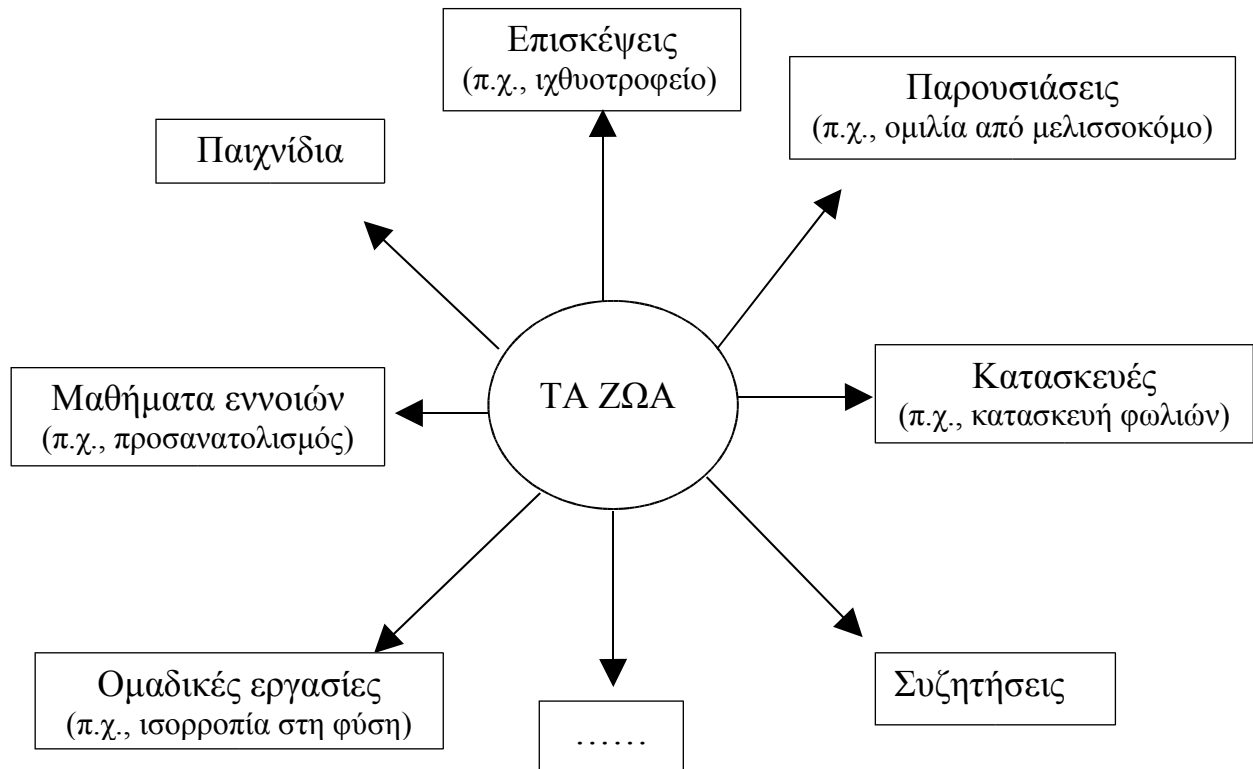 Επισκέψεις
(π.χ., ιχθυοτροφείο)
Παρουσιάσεις
(π.χ., ομιλία από μελισσοκόμο)
Παιχνίδια
Μαθήματα εννοιών
(π.χ., προσανατολισμός)
ΤΑ ΖΩΑ
Κατασκευές
(π.χ., κατασκευή φωλιών)
Ομαδικές εργασίες
(π.χ., ισορροπία στη φύση)
……
Συζητήσεις